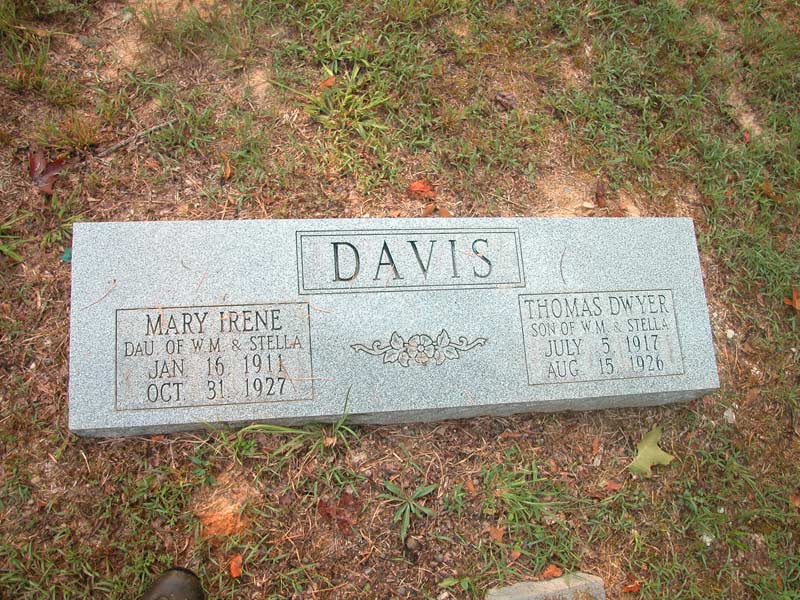 DAVIS
MARY IRENE
DAU. OF W.M. & STELLA
JAN 16 1911
OCT. 31 1927
THOMAS DWYER
SON OF W.M. & STELLA
JULY 5 1917
AUG 15 1926